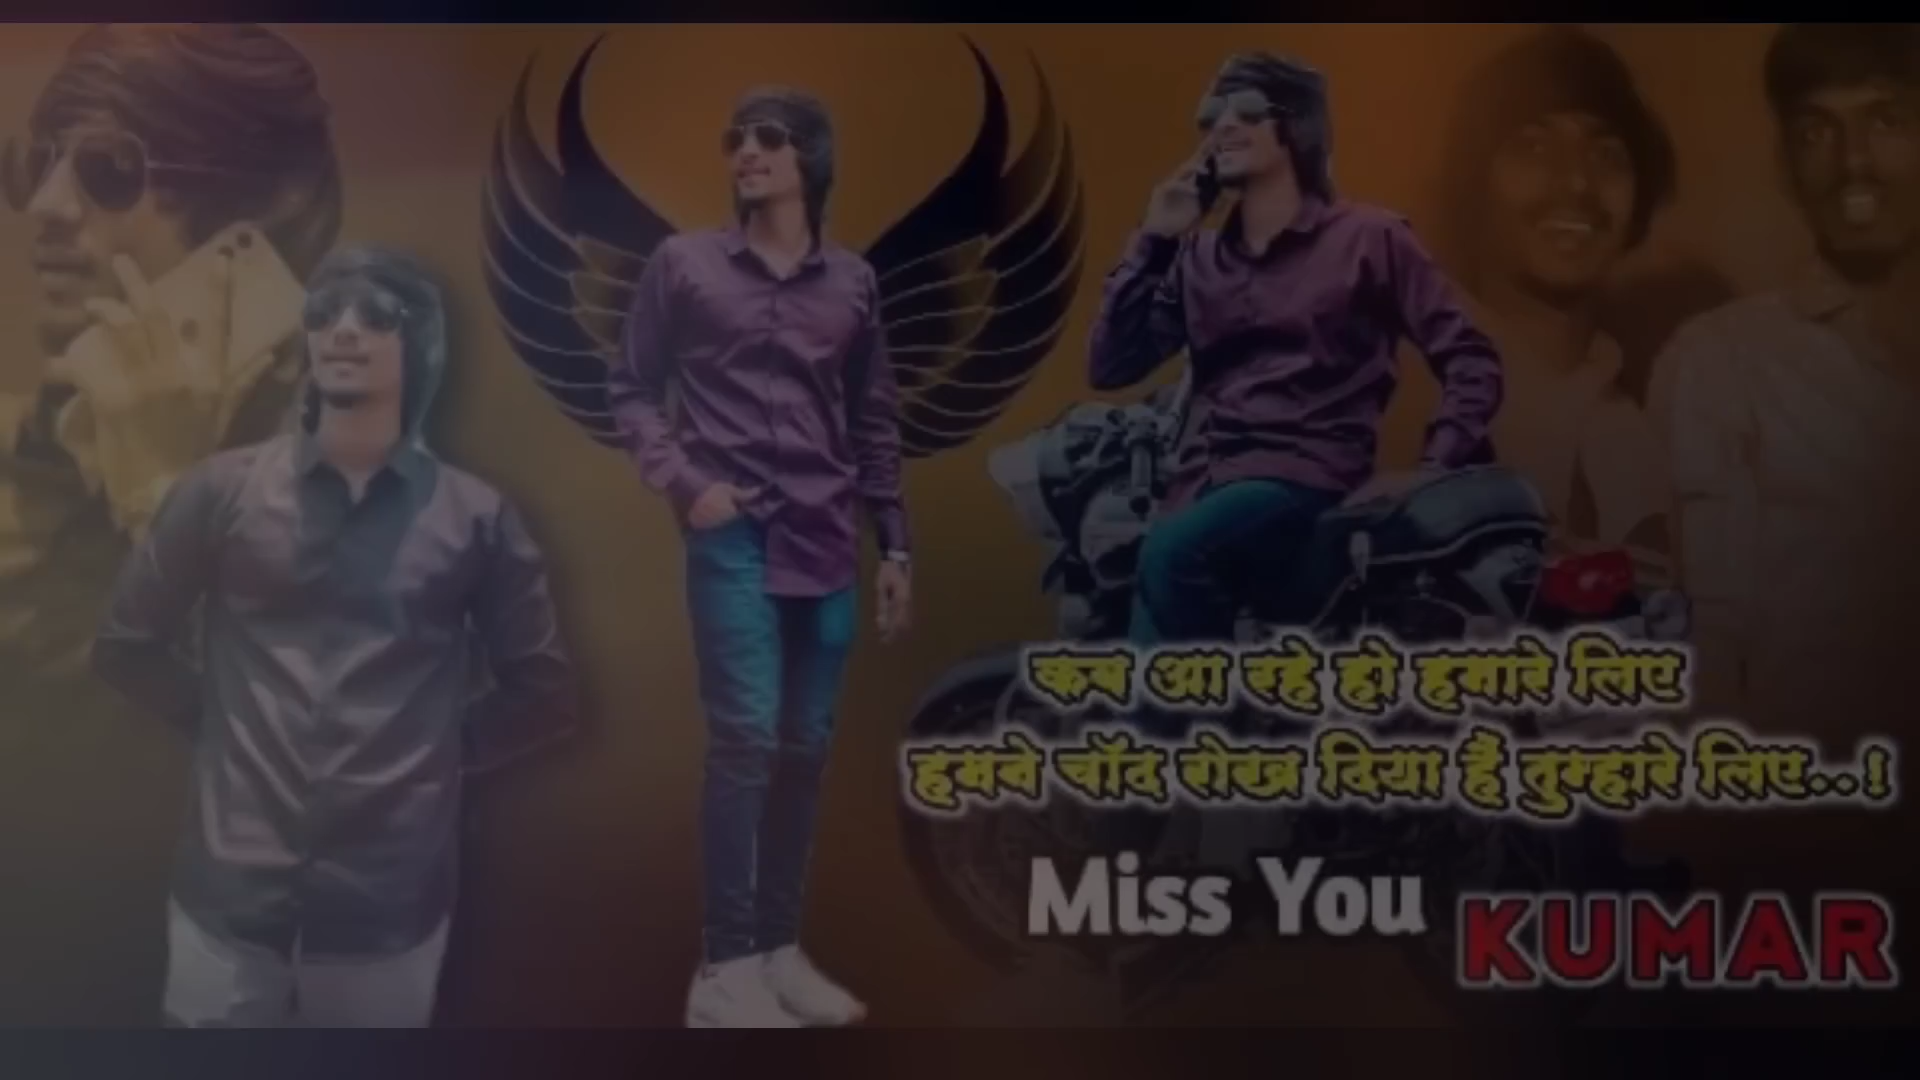 कब आ रहे हो हमारे लिए
हमने चाँद रोख दिया हैं तुम्हारे लिए..!
Miss You
KUMAR